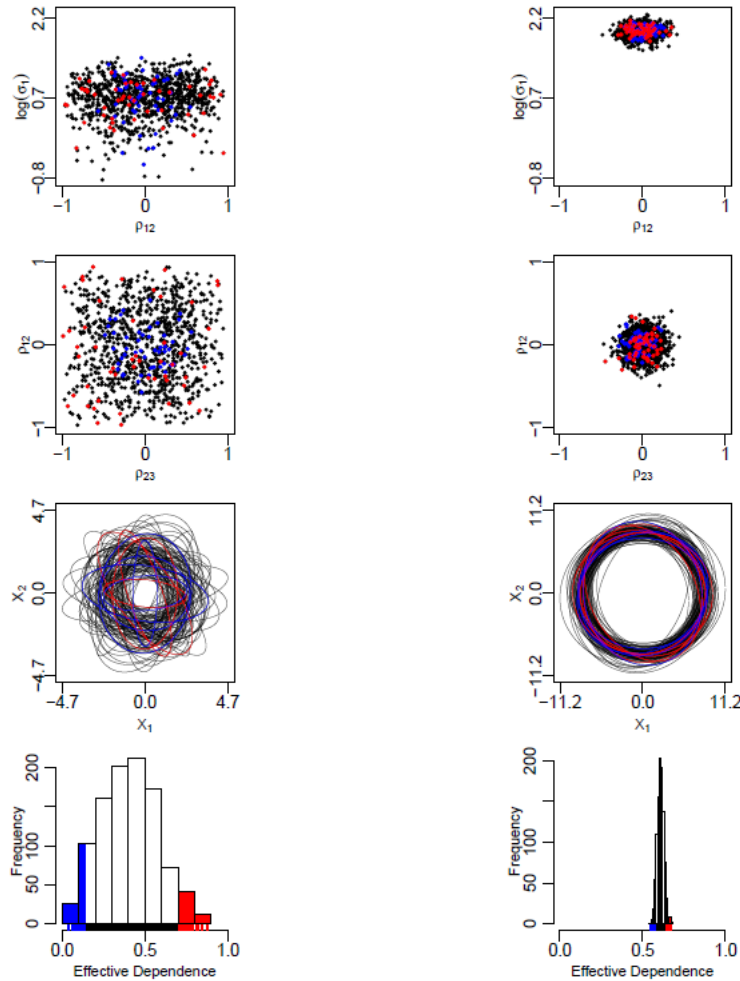 2.2
0.7
−0.8
log(σ₁)
−1 0 1
ρ₁₂
2.2
0.7
−0.8
log(σ₁)
−1 0 1
ρ₁₂
1
0
−1
ρ₁₂
−1 0 1
ρ₂₃
1
0
−1
ρ₁₂
−1 0 1
ρ₂₃
4.7
0.0
−4.7
X₂
−4.7 0.0 4.7
X₁
11.2
0.0
−11.2
X₂
−11.2 0.0 11.2
X₁
200
100
50
0
Frequency
0.0 0.5 1.0
Effective Dependence
200
100
50
0
Frequency
0.0 0.5 1.0
Effective Dependence